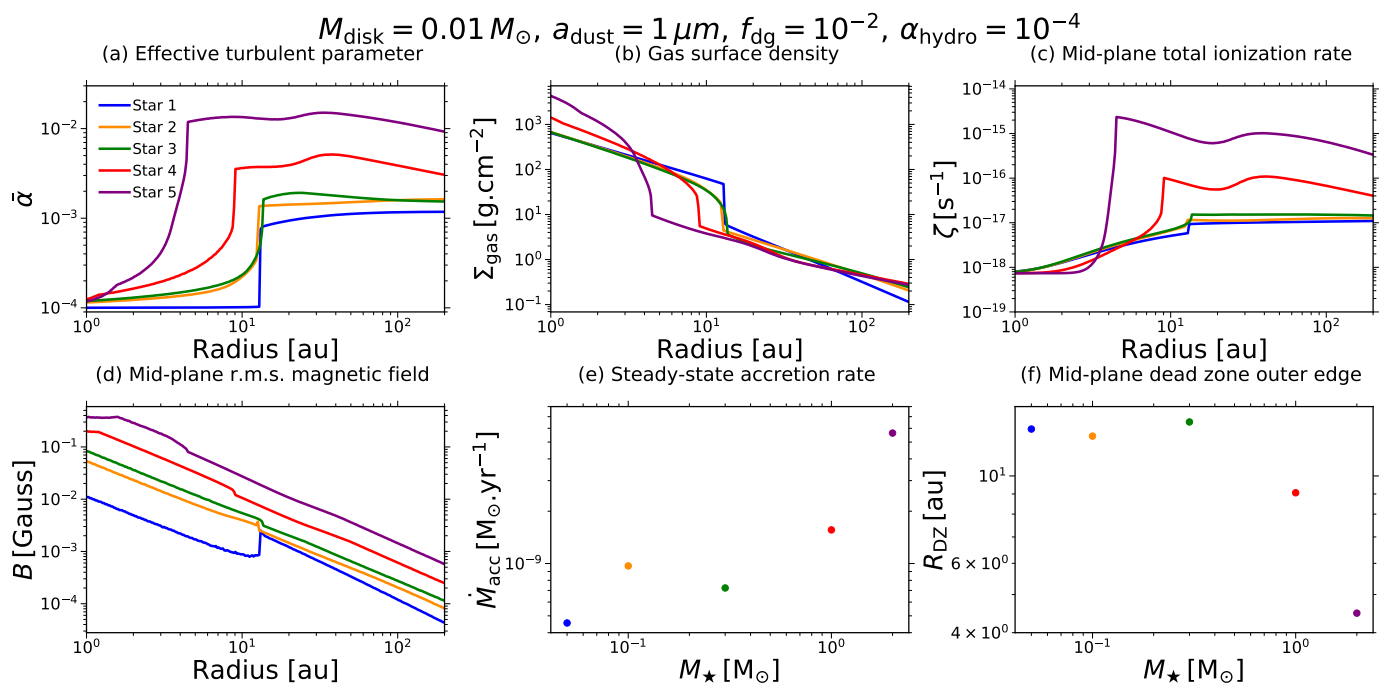 M_disk = 0.01 M_⊙, a_dust = 1 μm, f_dg = 10^−2, α_hydro = 10^−4
(a) Effective turbulent parameter
ᾱ
10^−2
10^−3
10^−4
Star 1
Star 2
Star 3
Star 4
Star 5
10^0 10^1 10^2
Radius [au]
(b) Gas surface density
Σ_gas [g.cm^−2]
10^3
10^2
10^1
10^0
10^−1
10^0 10^1 10^2
Radius [au]
(c) Mid-plane total ionization rate
ζ [s^−1]
10^−14
10^−15
10^−16
10^−17
10^−18
10^−19
10^0 10^1 10^2
Radius [au]
(d) Mid-plane r.m.s. magnetic field
B [Gauss]
10^−1
10^−2
10^−3
10^−4
10^0 10^1 10^2
Radius [au]
(e) Steady-state accretion rate
Ṁ_acc [M_⊙.yr^−1]
10^−9
10^−1 10^0
M_★ [M_⊙]
(f) Mid-plane dead zone outer edge
R_DZ [au]
10^1
6 × 10^0
4 × 10^0
10^−1 10^0
M_★ [M_⊙]